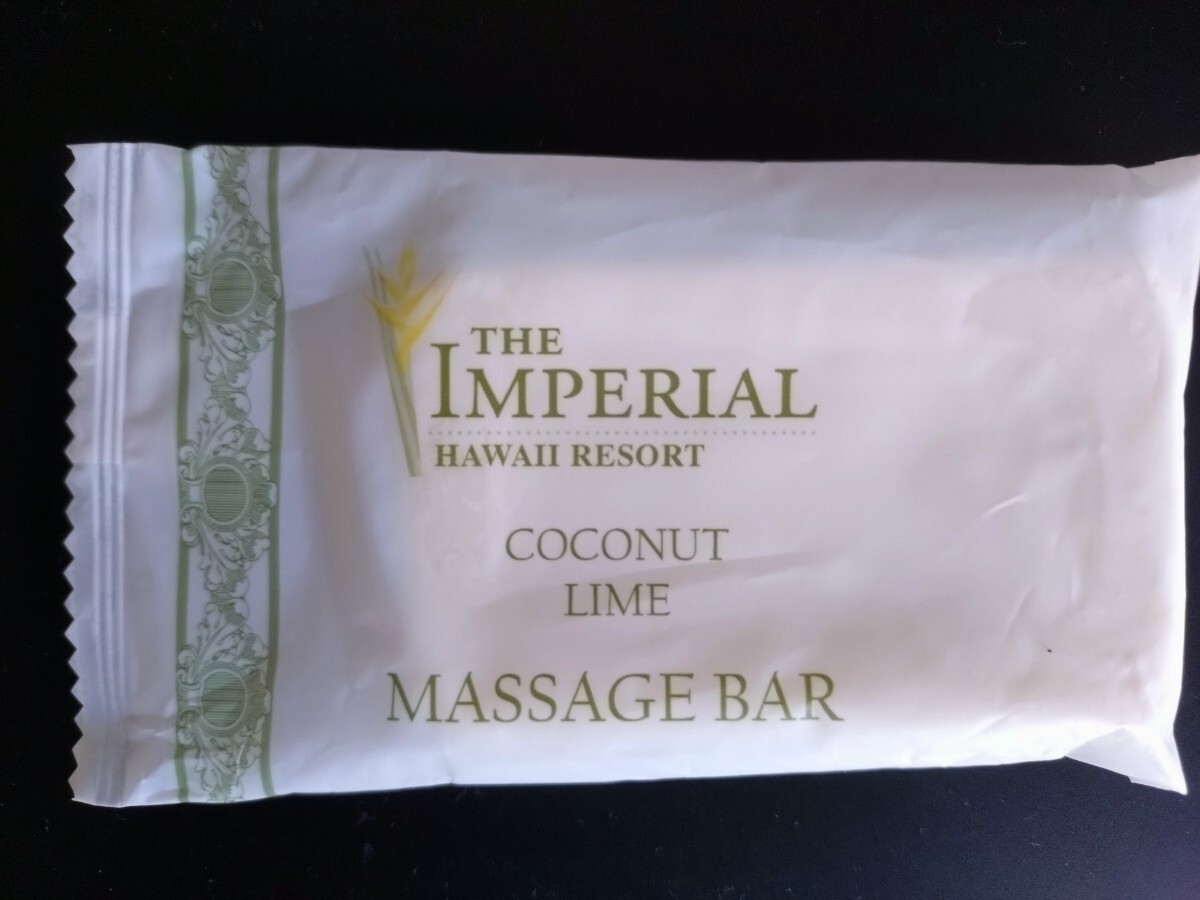 THE
IMPERIAL
HAWAII RESORT
COCONUT
LIME
MASSAGE BAR